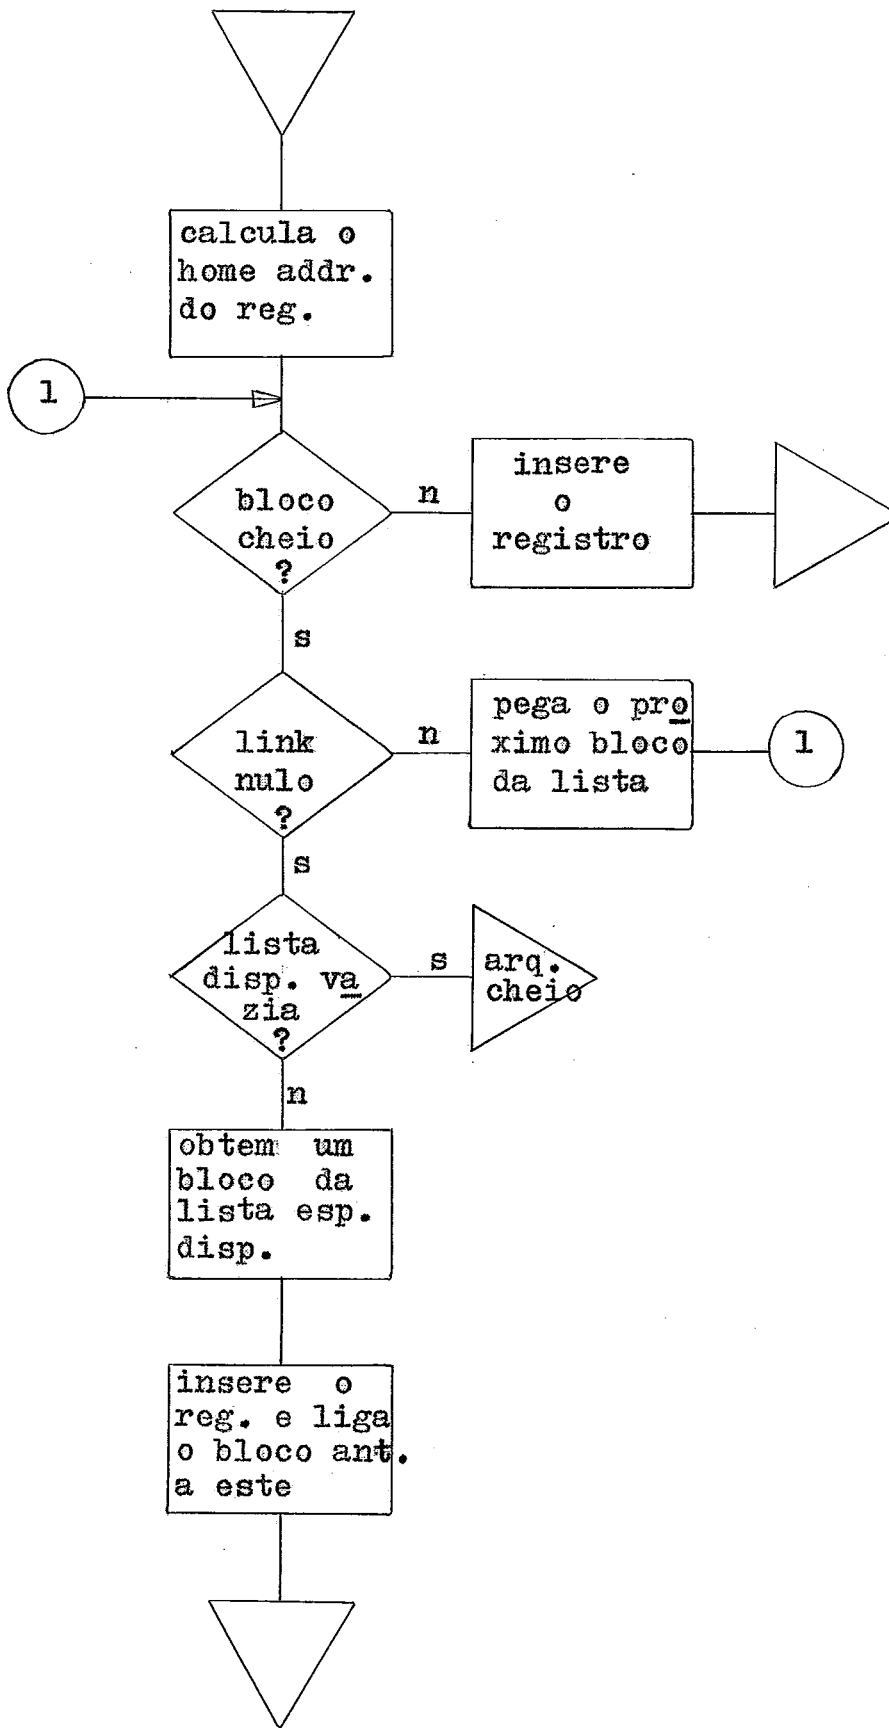 calcula o
home addr.
do reg.
1
bloco
cheio
?
n
insere
o
registro
s
link
nulo
?
n
pega o pro
ximo bloco
da lista
1
s
lista
disp. va
zia
?
s
arq.
cheio
n
obtem um
bloco da
lista esp.
disp.
insere o
reg. e liga
o bloco ant.
a este